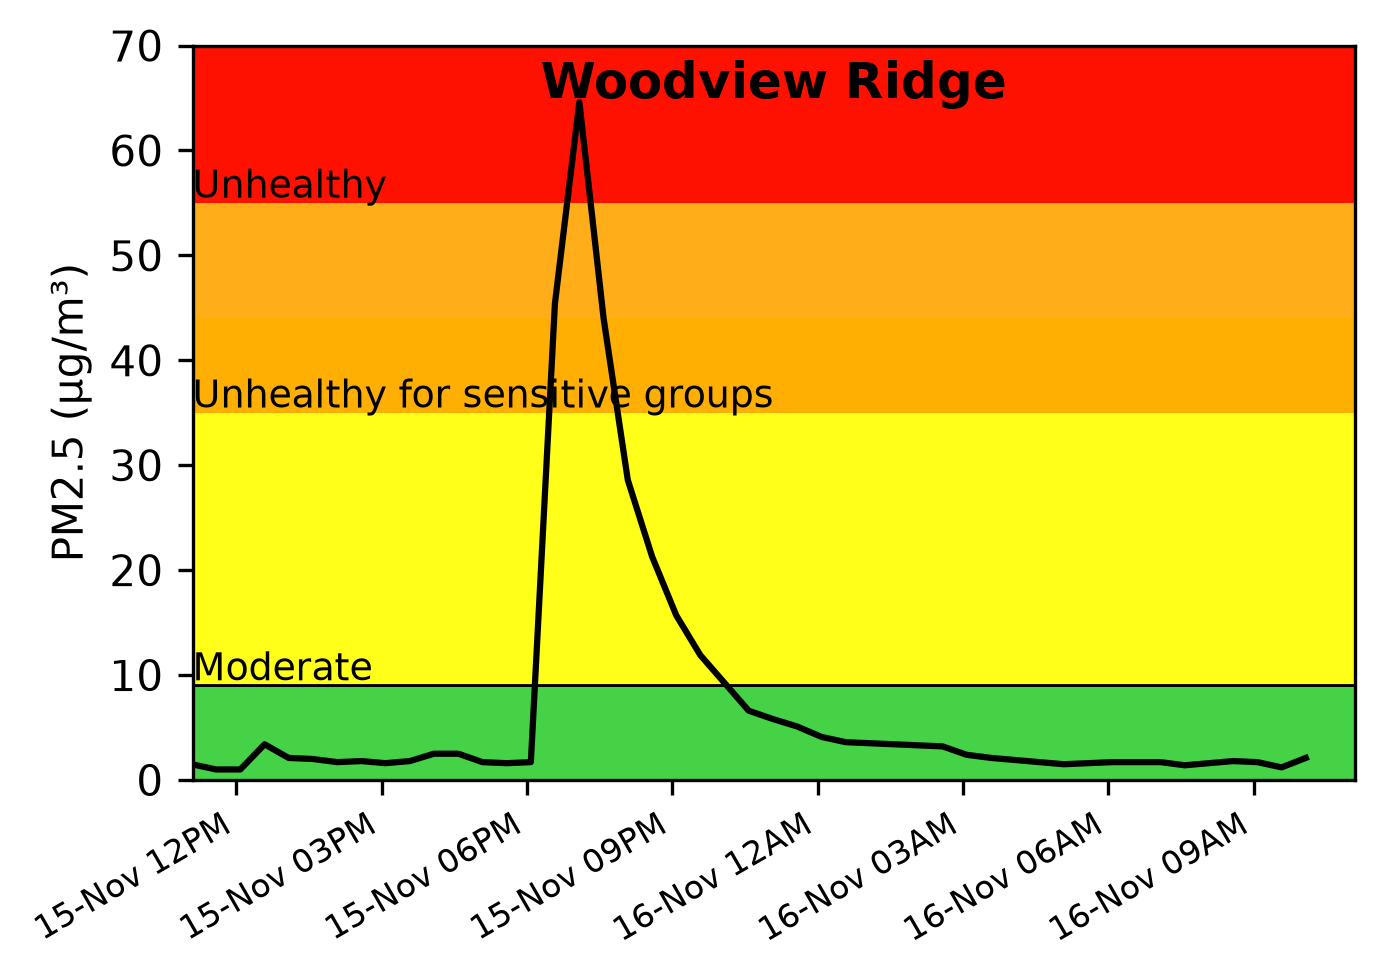 Woodview Ridge
PM2.5 (µg/m³)
70
60
Unhealthy
50
40
Unhealthy for sensitive groups
30
20
Moderate
10
0
15-Nov 12PM
15-Nov 03PM
15-Nov 06PM
15-Nov 09PM
16-Nov 12AM
16-Nov 03AM
16-Nov 06AM
16-Nov 09AM